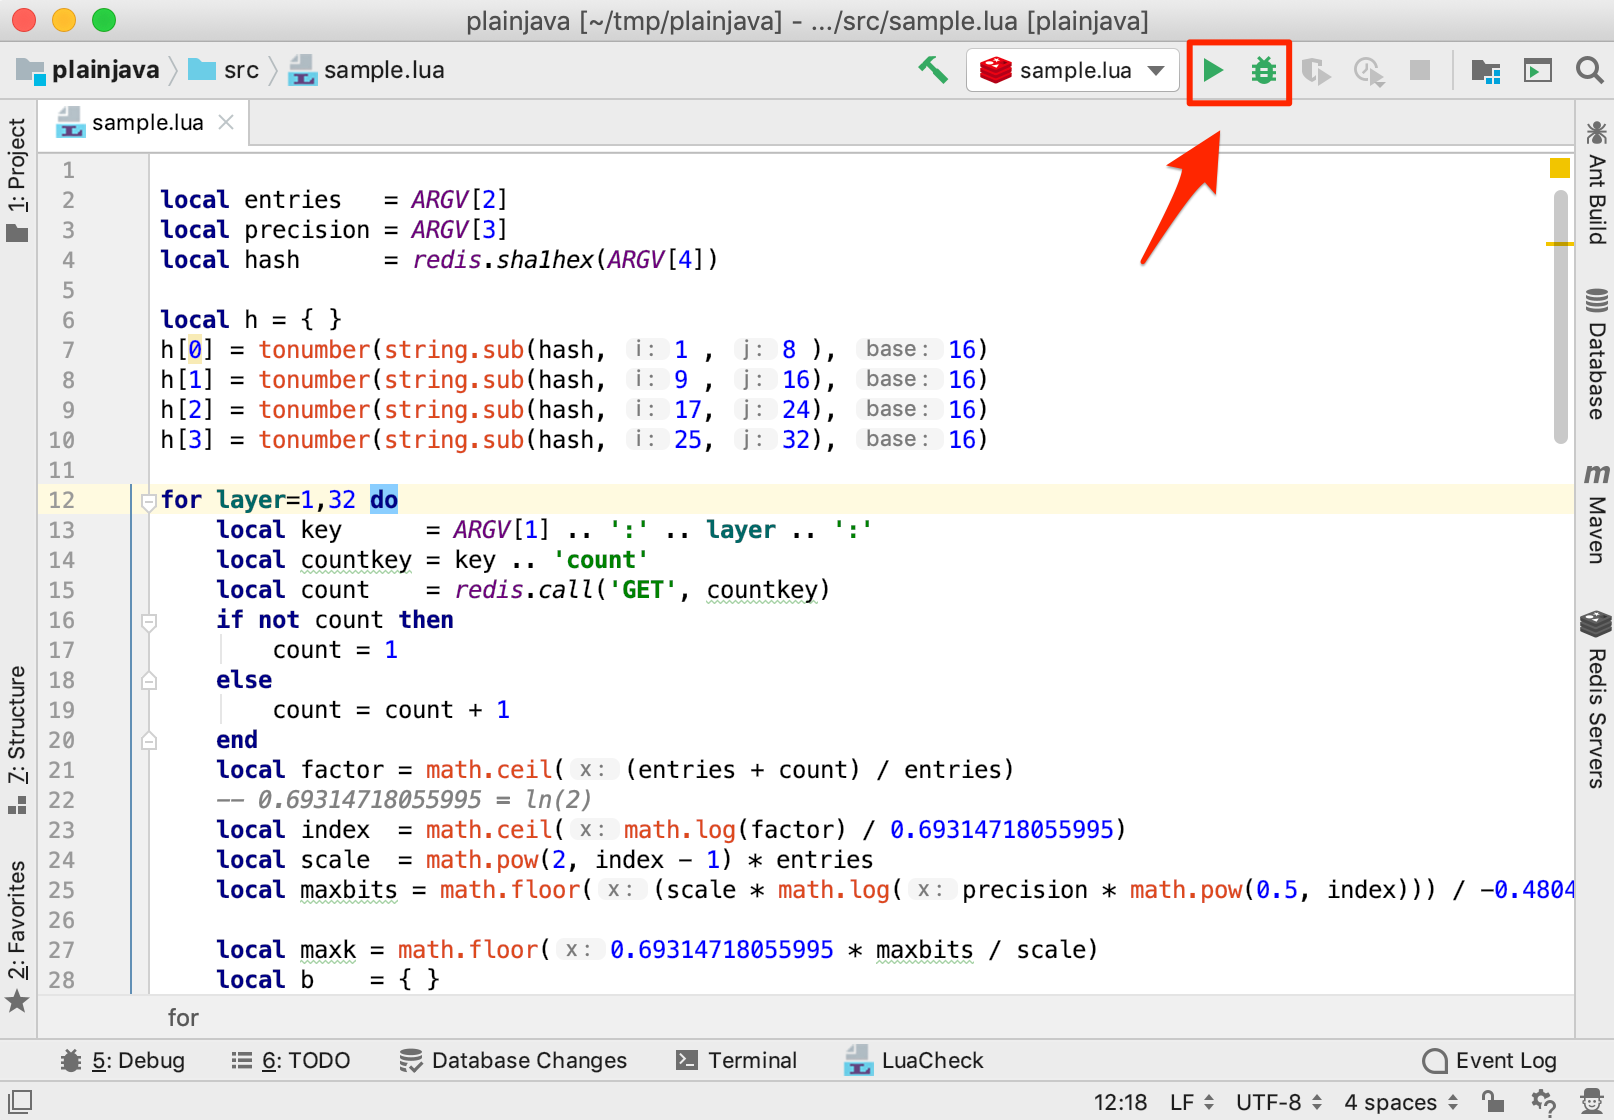 plainjava [~/tmp/plainjava] - .../src/sample.lua [plainjava]
plainjava src sample.lua sample.lua
sample.lua
1: Project
7: Structure
2: Favorites
1
2 local entries   = ARGV[2]
3 local precision = ARGV[3]
4 local hash      = redis.sha1hex(ARGV[4])
5
6 local h = { }
7 h[0] = tonumber(string.sub(hash, i: 1 , j: 8 ), base: 16)
8 h[1] = tonumber(string.sub(hash, i: 9 , j: 16), base: 16)
9 h[2] = tonumber(string.sub(hash, i: 17, j: 24), base: 16)
10 h[3] = tonumber(string.sub(hash, i: 25, j: 32), base: 16)
11
12 for layer=1,32 do
13     local key      = ARGV[1] .. ':' .. layer .. ':'
14     local countkey = key .. 'count'
15     local count    = redis.call('GET', countkey)
16     if not count then
17         count = 1
18     else
19         count = count + 1
20     end
21     local factor = math.ceil( x: (entries + count) / entries)
22     -- 0.69314718055995 = ln(2)
23     local index  = math.ceil( x: math.log(factor) / 0.69314718055995)
24     local scale  = math.pow(2, index - 1) * entries
25     local maxbits = math.floor( x: (scale * math.log( x: precision * math.pow(0.5, index))) / -0.4804
26
27     local maxk = math.floor( x: 0.69314718055995 * maxbits / scale)
28     local b    = { }
for
Ant Build
Database
m Maven
Redis Servers
5: Debug 6: TODO Database Changes Terminal LuaCheck Event Log
12:18 LF UTF-8 4 spaces